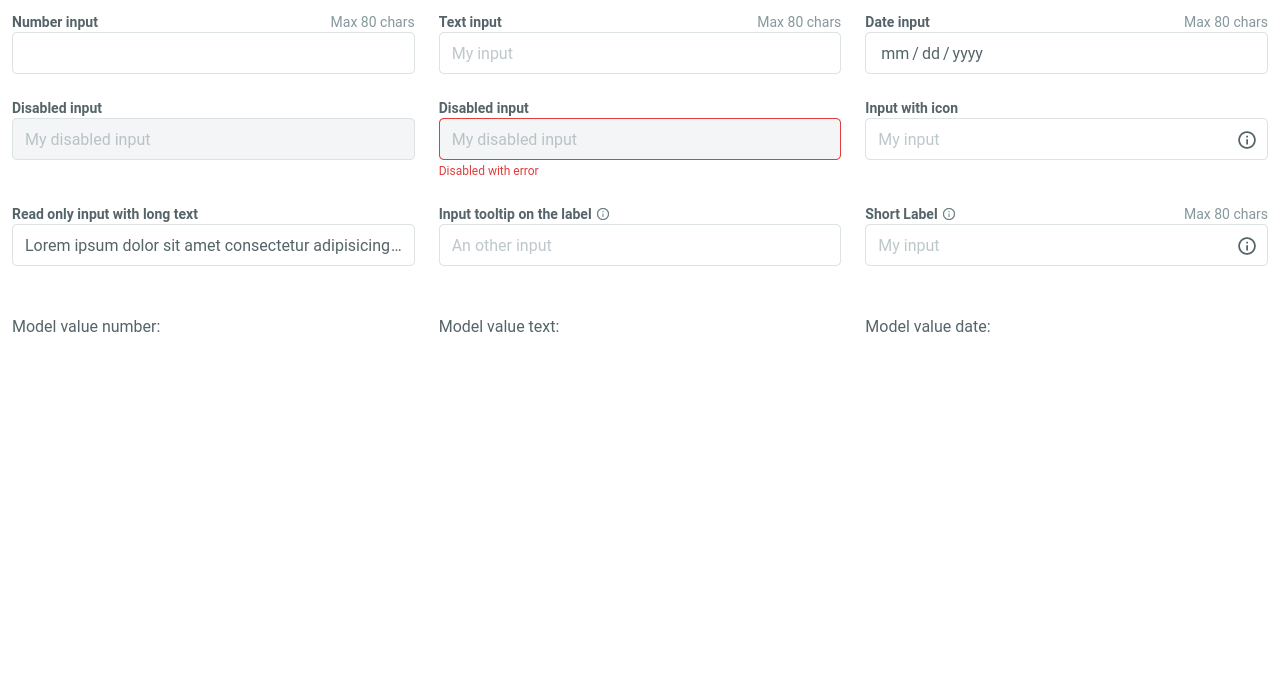 Number input Max 80 chars
Text input Max 80 chars
Date input Max 80 chars
My input
mm / dd / yyyy
Disabled input
Disabled input
Input with icon
My disabled input
My disabled input
My input
Disabled with error
Read only input with long text
Input tooltip on the label
Short Label Max 80 chars
Lorem ipsum dolor sit amet consectetur adipisicing…
An other input
My input
Model value number:
Model value text:
Model value date: